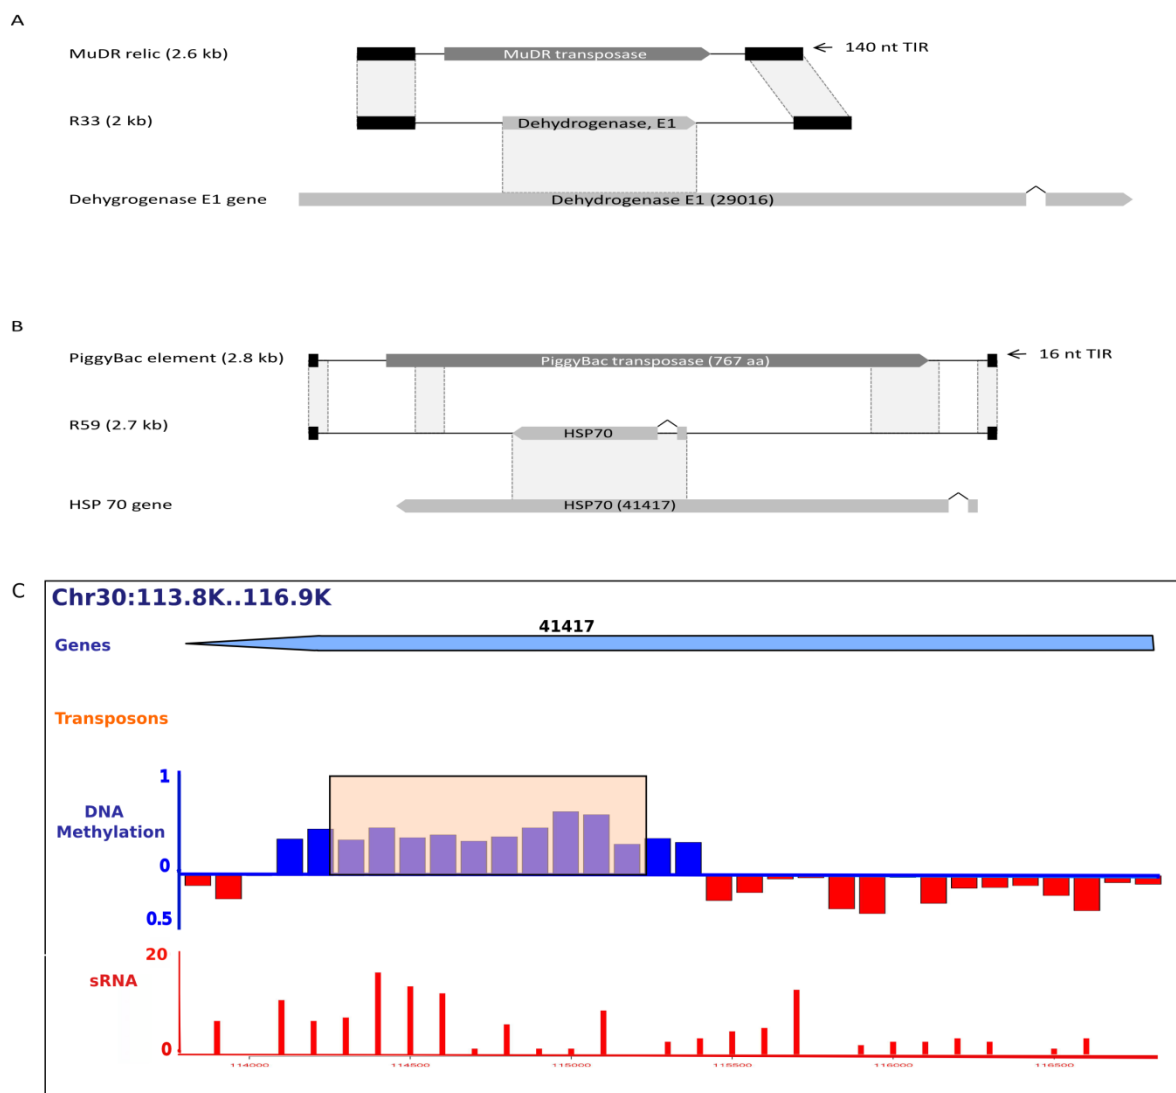 A
MuDR relic (2.6 kb)
MuDR transposase
140 nt TIR
R33 (2 kb)
Dehydrogenase, E1
Dehygrogenase E1 gene
Dehydrogenase E1 (29016)
B
PiggyBac element (2.8 kb)
PiggyBac transposase (767 aa)
16 nt TIR
R59 (2.7 kb)
HSP70
HSP 70 gene
HSP70 (41417)
C
Chr30:113.8K..116.9K
41417
Genes
Transposons
1
DNA
Methylation
0
0.5
20
sRNA
0
114000 114500 115000 115500 116000 116500